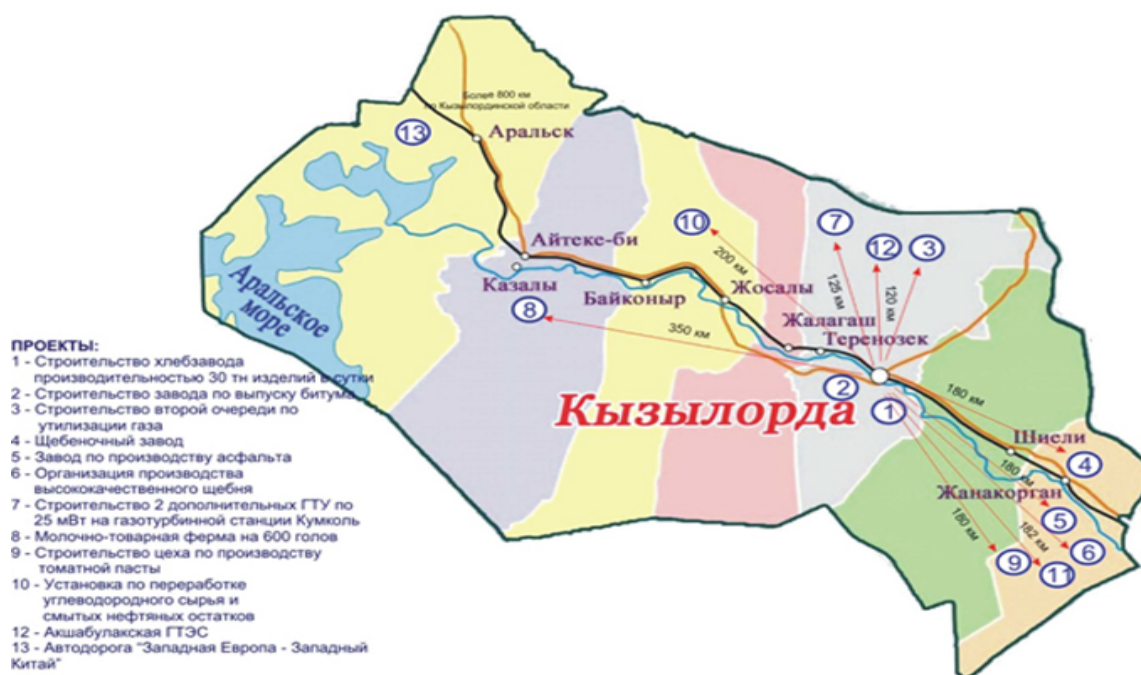 Более 800 км
по Кызылординской области
13
Аральск
10
7
12
3
Айтеке-би
200 км
125 км
120 км
Казалы
Байконыр
Жосалы
Аральское
море
8
350 км
Жалагаш
Теренозек
2
Кызылорда
1
180 км
Шиели
4
180 км
Жанакорган
5
180 км
182 км
6
9
11
ПРОЕКТЫ:
1 - Строительство хлебзавода
производительностью 30 тн изделий в сутки
2 - Строительство завода по выпуску битума
3 - Строительство второй очереди по
утилизации газа
4 - Щебеночный завод
5 - Завод по производству асфальта
6 - Организация производства
высококачественного щебня
7 - Строительство 2 дополнительных ГТУ по
25 мВт на газотурбинной станции Кумколь
8 - Молочно-товарная ферма на 600 голов
9 - Строительство цеха по производству
томатной пасты
10 - Установка по переработке
углеводородного сырья и
смытых нефтяных остатков
12 - Акшабулакская ГТЭС
13 - Автодорога "Западная Европа - Западный
Китай"